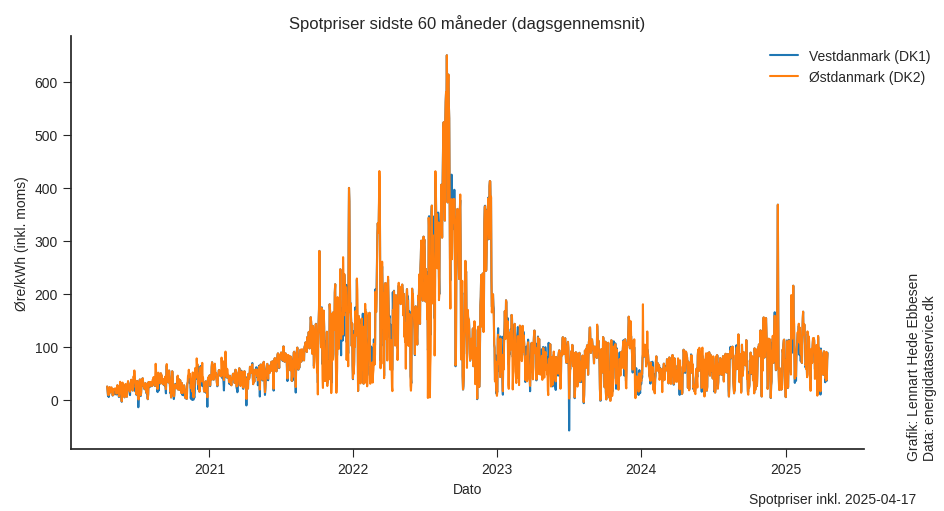 Spotpriser sidste 60 måneder (dagsgennemsnit)
Vestdanmark (DK1)
Østdanmark (DK2)
Øre/kWh (inkl. moms)
600
500
400
300
200
100
0
2021
2022
2023
2024
2025
Dato
Grafik: Lennart Hede Ebbesen
Data: energidataservice.dk
Spotpriser inkl. 2025-04-17